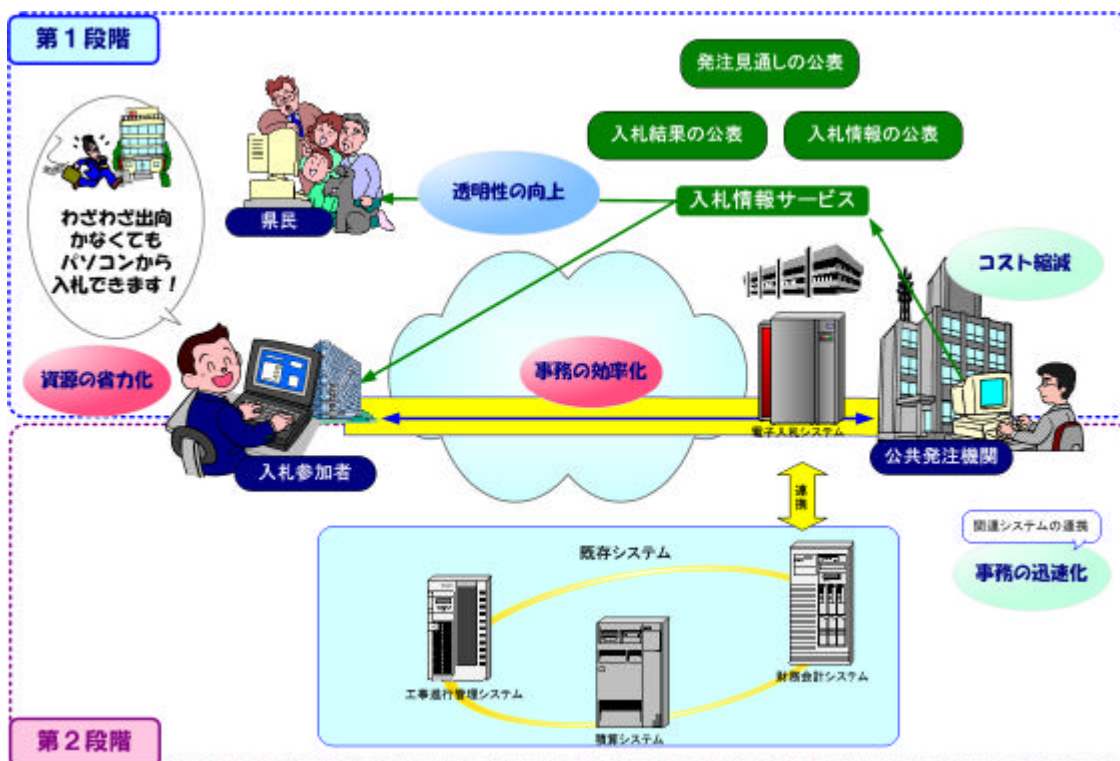 第１段階
発注見通しの公表
入札結果の公表
入札情報の公表
透明性の向上
入札情報サービス
県民
わざわざ出向
かなくても
パソコンから
入札できます！
コスト縮減
資源の省力化
事務の効率化
電子入札システム
入札参加者
公共発注機関
連携
関連システムの連携
事務の迅速化
既存システム
工事進行管理システム
財務会計システム
積算システム
第２段階